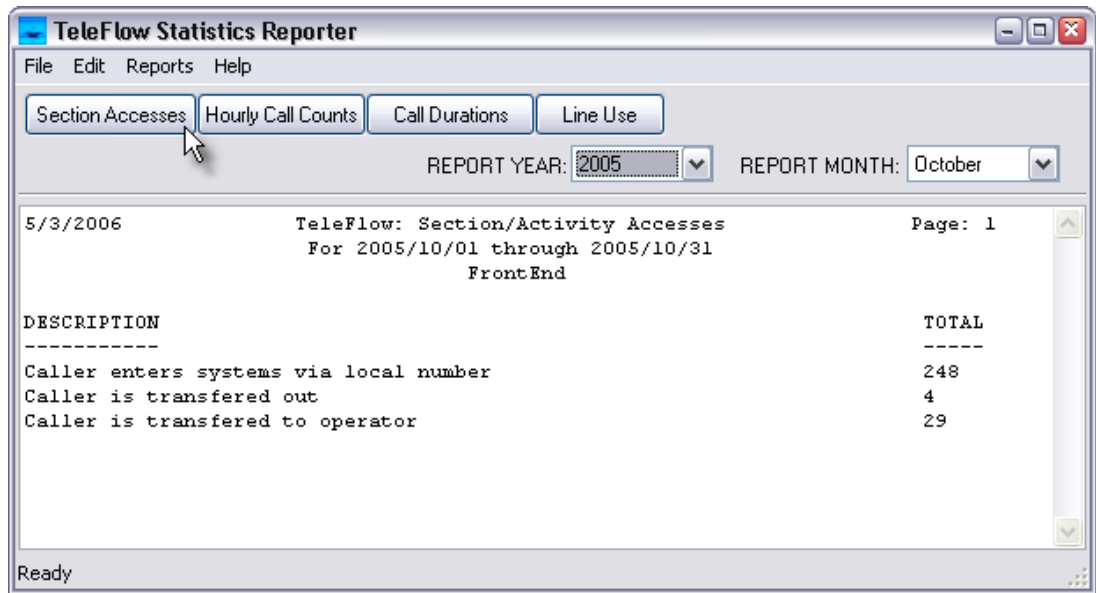 TeleFlow Statistics Reporter
File Edit Reports Help
Section Accesses Hourly Call Counts Call Durations Line Use
REPORT YEAR: 2005 REPORT MONTH: October
5/3/2006 TeleFlow: Section/Activity Accesses Page: 1
For 2005/10/01 through 2005/10/31
FrontEnd
DESCRIPTION TOTAL
----------- -----
Caller enters systems via local number 248
Caller is transfered out 4
Caller is transfered to operator 29
Ready